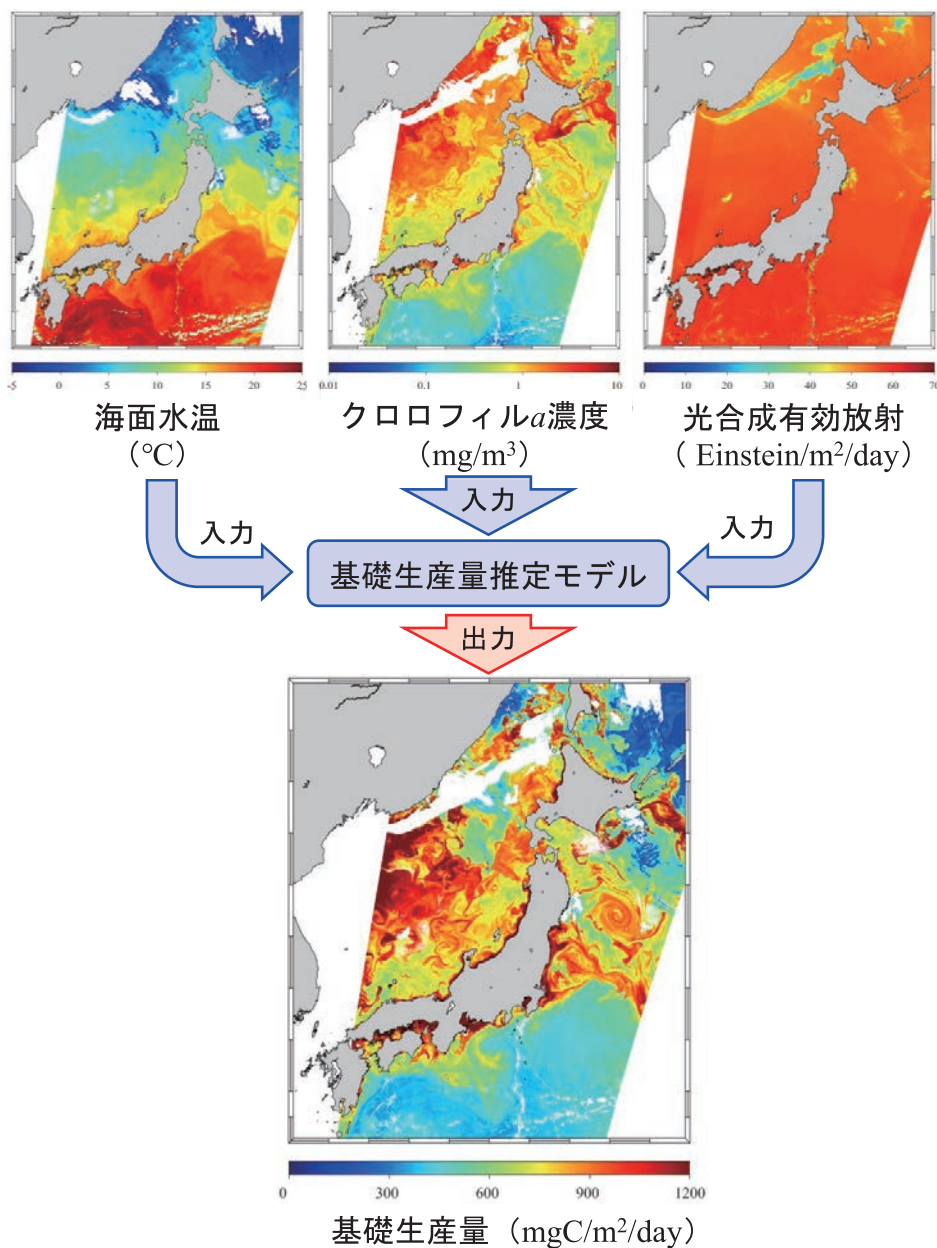 -5 0 5 10 15 20 25
0.01 0.1 1 10
0 10 20 30 40 50 60 70
海面水温
（℃）
クロロフィルa濃度
（mg/m³）
光合成有効放射
（ Einstein/m²/day）
入力
入力
入力
基礎生産量推定モデル
出力
0 300 600 900 1200
基礎生産量（mgC/m²/day）